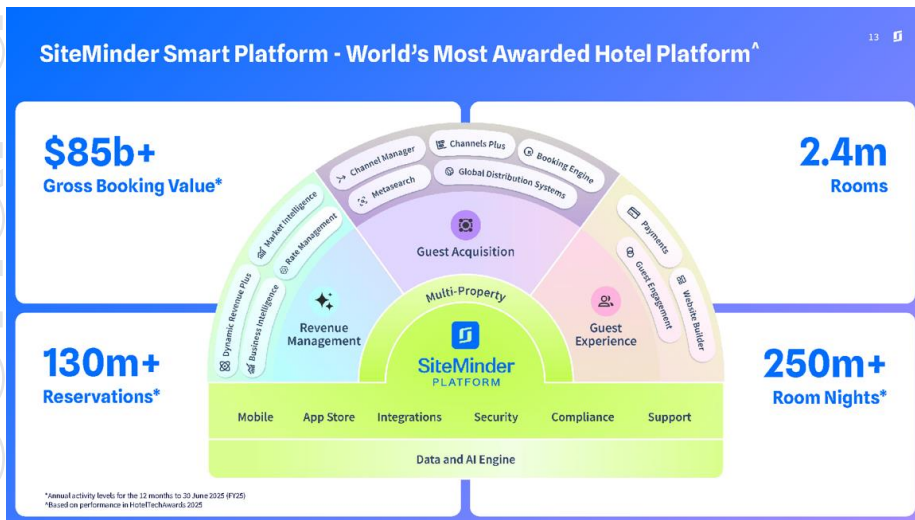 SiteMinder Smart Platform - World's Most Awarded Hotel Platform^
13
$85b+
Gross Booking Value*
2.4m
Rooms
130m+
Reservations*
250m+
Room Nights*
Channel Manager
Channels Plus
Booking Engine
Metasearch
Global Distribution Systems
Guest Acquisition
Market Intelligence
Rate Management
Dynamic Revenue Plus
Business Intelligence
Revenue
Management
Payments
Guest Engagement
Website Builder
Guest
Experience
Multi-Property
SiteMinder
PLATFORM
Mobile
App Store
Integrations
Security
Compliance
Support
Data and AI Engine
*Annual activity levels for the 12 months to 30 June 2025 (FY25)
^Based on performance in HotelTechAwards 2025